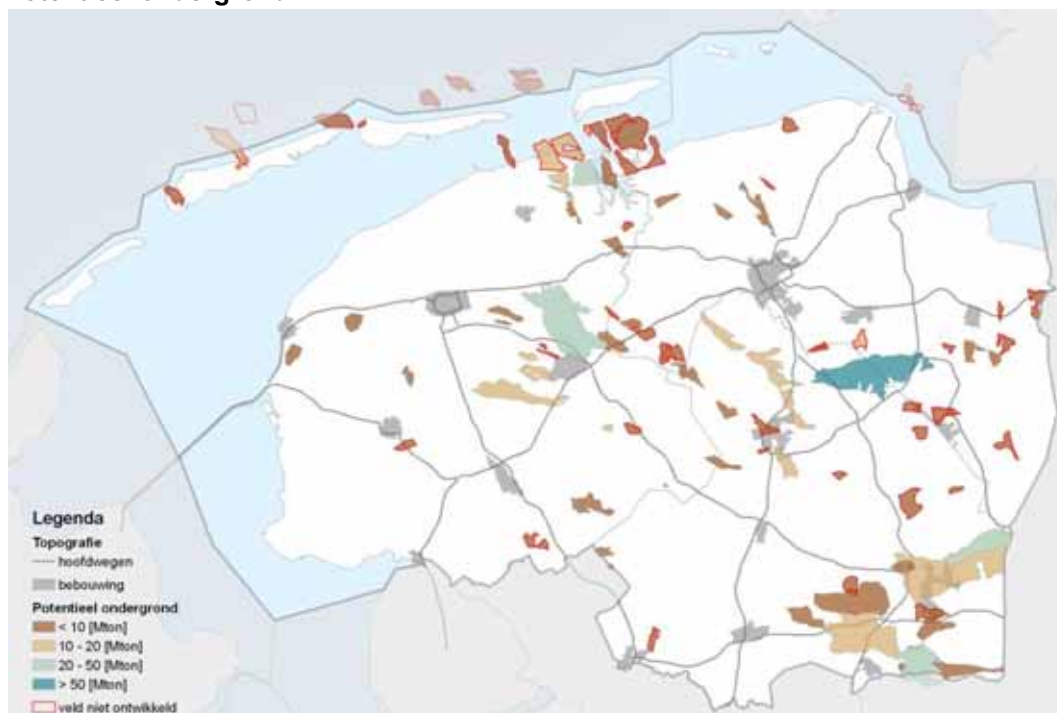 Legenda
Topografie
hoofdwegen
bebouwing
Potentieel ondergrond
< 10 [Mton]
10 - 20 [Mton]
20 - 50 [Mton]
> 50 [Mton]
veld niet ontwikkeld